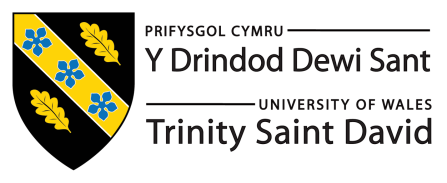 PRIFYSGOL CYMRU
Y Drindod Dewi Sant
UNIVERSITY OF WALES
Trinity Saint David